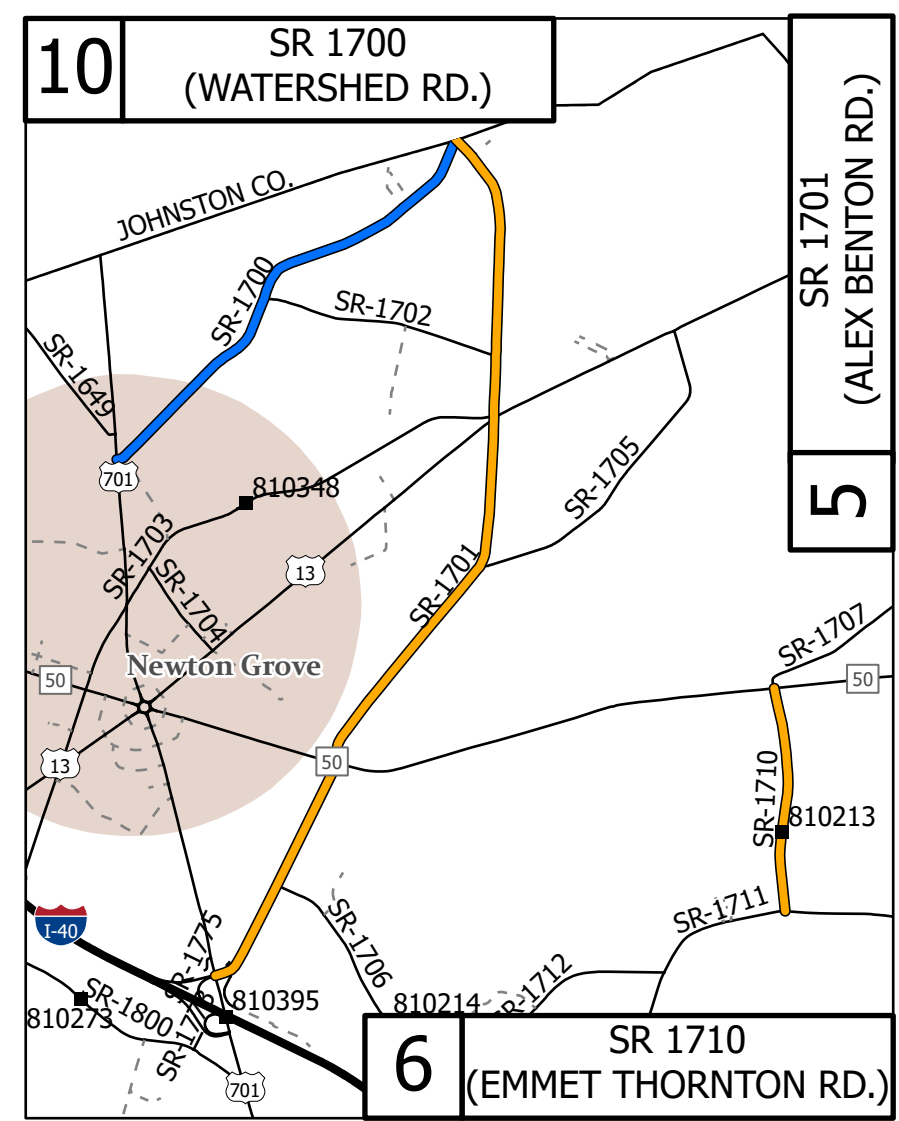 10
SR 1700
(WATERSHED RD.)
SR 1701
(ALEX BENTON RD.)
5
JOHNSTON CO.
SR-1700
SR-1702
SR-1649
701
810348
SR-1705
SR-1703
SR-1701
13
SR-1704
SR-1707
Newton Grove
50
50
50
13
SR-1710
810213
SR-1711
I-40
SR-1775
SR-1706
SR-1712
810395
810214
810273
SR-1800
701
6
SR 1710
(EMMET THORNTON RD.)